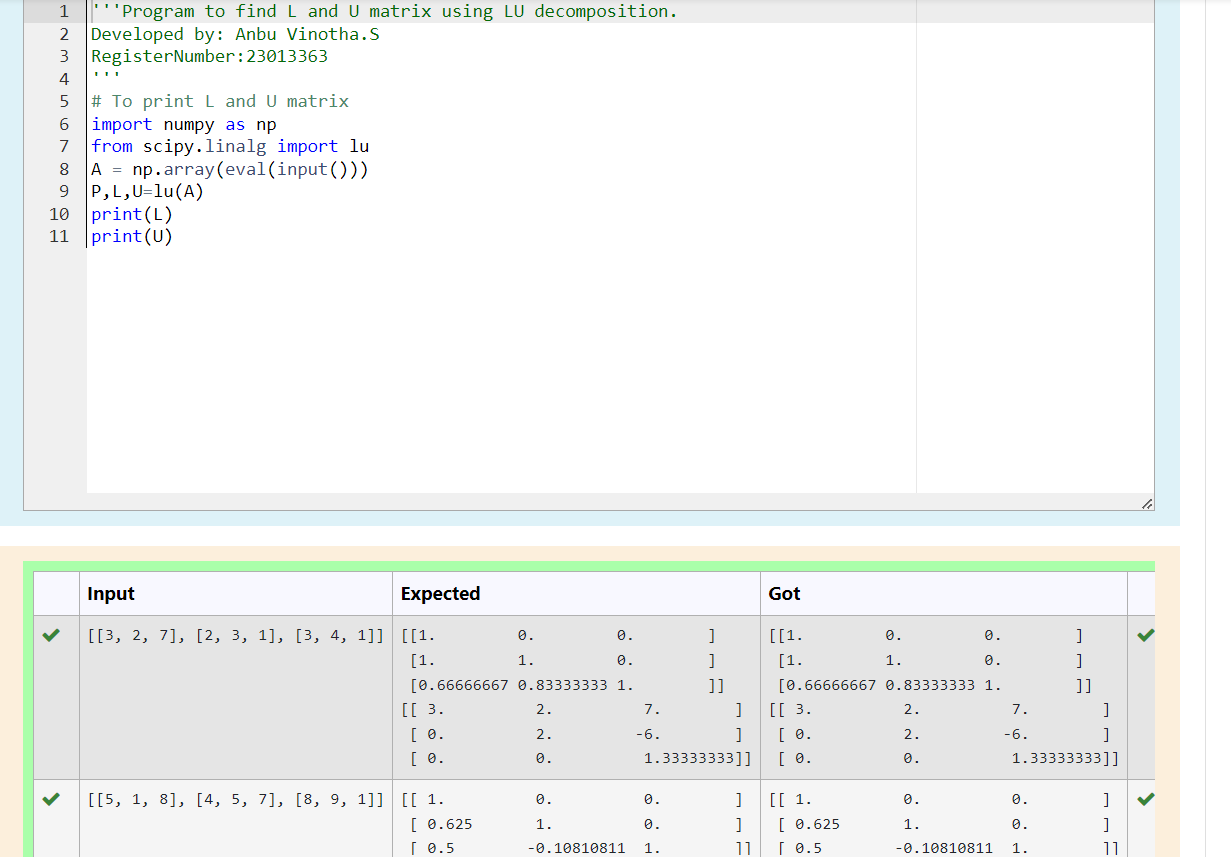 1 '''Program to find L and U matrix using LU decomposition.
2 Developed by: Anbu Vinotha.S
3 RegisterNumber:23013363
4 '''
5 # To print L and U matrix
6 import numpy as np
7 from scipy.linalg import lu
8 A = np.array(eval(input()))
9 P,L,U=lu(A)
10 print(L)
11 print(U)
Input Expected Got
[[3, 2, 7], [2, 3, 1], [3, 4, 1]] [[1. 0. 0. ] [[1. 0. 0. ]
[1. 1. 0. ] [1. 1. 0. ]
[0.66666667 0.83333333 1. ]] [0.66666667 0.83333333 1. ]]
[[ 3. 2. 7. ] [[ 3. 2. 7. ]
[ 0. 2. -6. ] [ 0. 2. -6. ]
[ 0. 0. 1.33333333]] [ 0. 0. 1.33333333]]
[[5, 1, 8], [4, 5, 7], [8, 9, 1]] [[ 1. 0. 0. ] [[ 1. 0. 0. ]
[ 0.625 1. 0. ] [ 0.625 1. 0. ]
[ 0.5 -0.10810811 1. ]] [ 0.5 -0.10810811 1. ]]